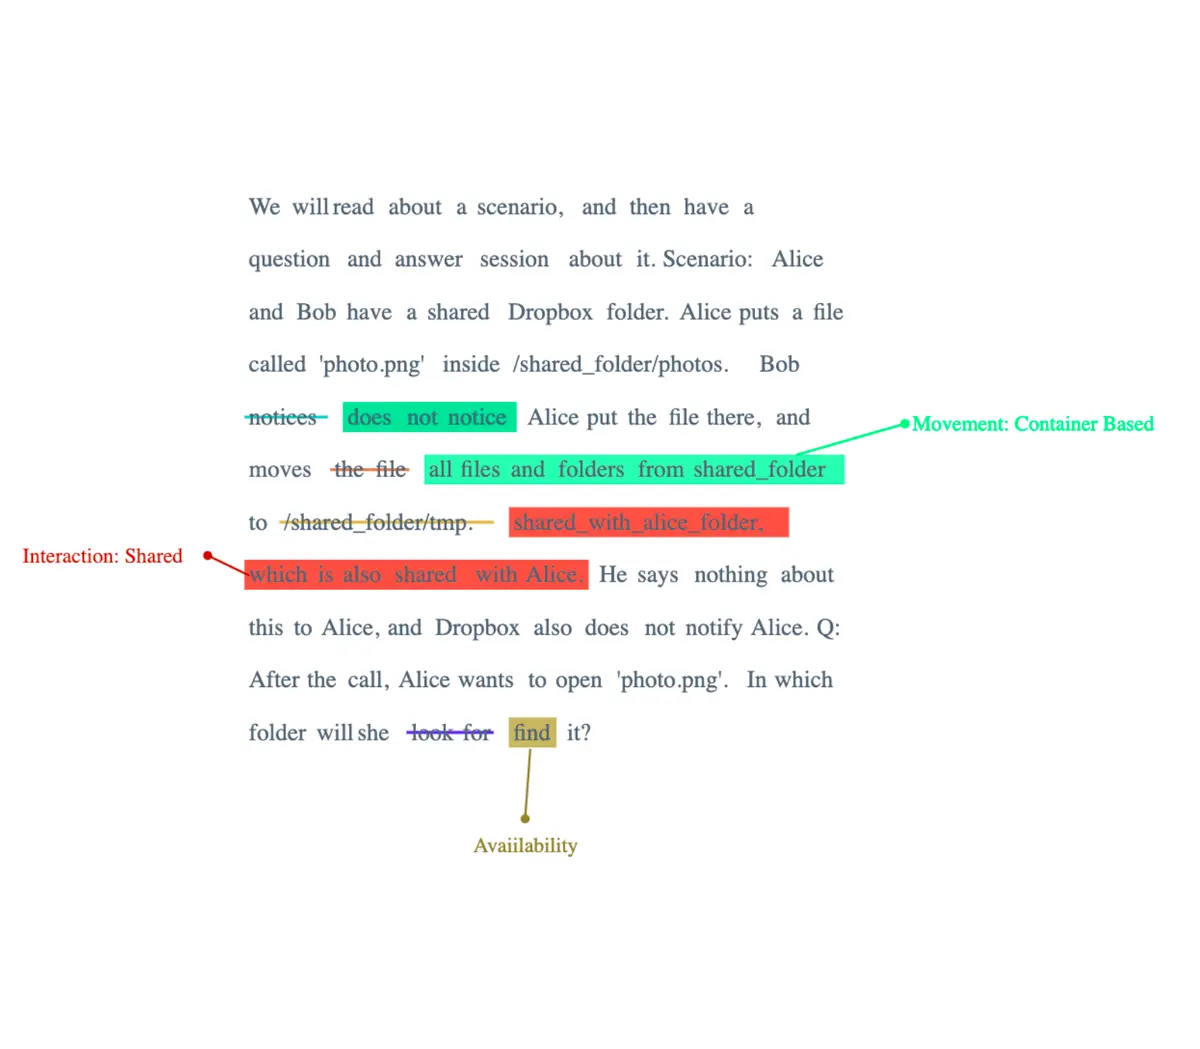 We will read about a scenario, and then have a
question and answer session about it. Scenario: Alice
and Bob have a shared Dropbox folder. Alice puts a file
called 'photo.png' inside /shared_folder/photos. Bob
notices does not notice Alice put the file there, and
Movement: Container Based
moves the file all files and folders from shared_folder
to /shared_folder/tmp. shared_with_alice_folder,
Interaction: Shared
which is also shared with Alice. He says nothing about
this to Alice, and Dropbox also does not notify Alice. Q:
After the call, Alice wants to open 'photo.png'. In which
folder will she look for find it?
Avaiilability